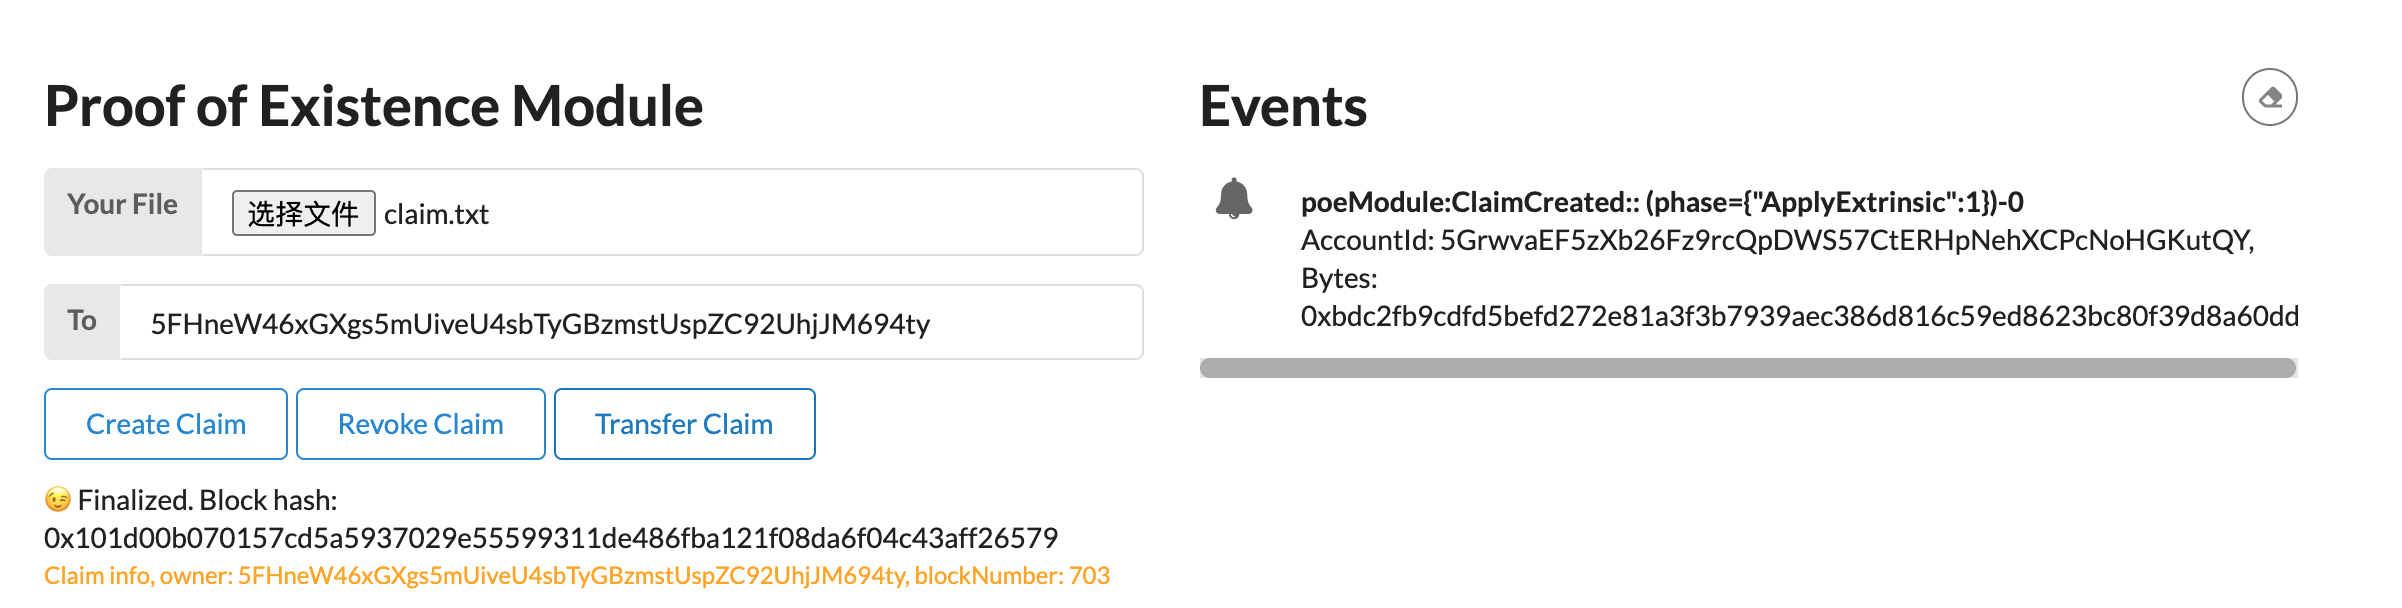 Proof of Existence Module
Your File
选择文件 claim.txt
To
5FHneW46xGXgs5mUiveU4sbTyGBzmstUspZC92UhjJM694ty
Create Claim
Revoke Claim
Transfer Claim
😉 Finalized. Block hash:
0x101d00b070157cd5a5937029e55599311de486fba121f08da6f04c43aff26579
Claim info, owner: 5FHneW46xGXgs5mUiveU4sbTyGBzmstUspZC92UhjJM694ty, blockNumber: 703
Events
poeModule:ClaimCreated:: (phase={"ApplyExtrinsic":1})-0
AccountId: 5GrwvaEF5zXb26Fz9rcQpDWS57CtERHpNehXCPcNoHGKutQY,
Bytes:
0xbdc2fb9cdfd5befd272e81a3f3b7939aec386d816c59ed8623bc80f39d8a60dd